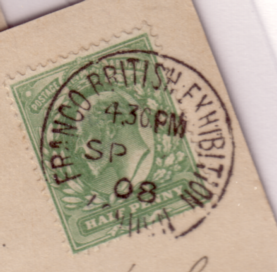 FRANCO BRITISH EXHIBITION
4.30 PM
SP
08
HALF PENNY